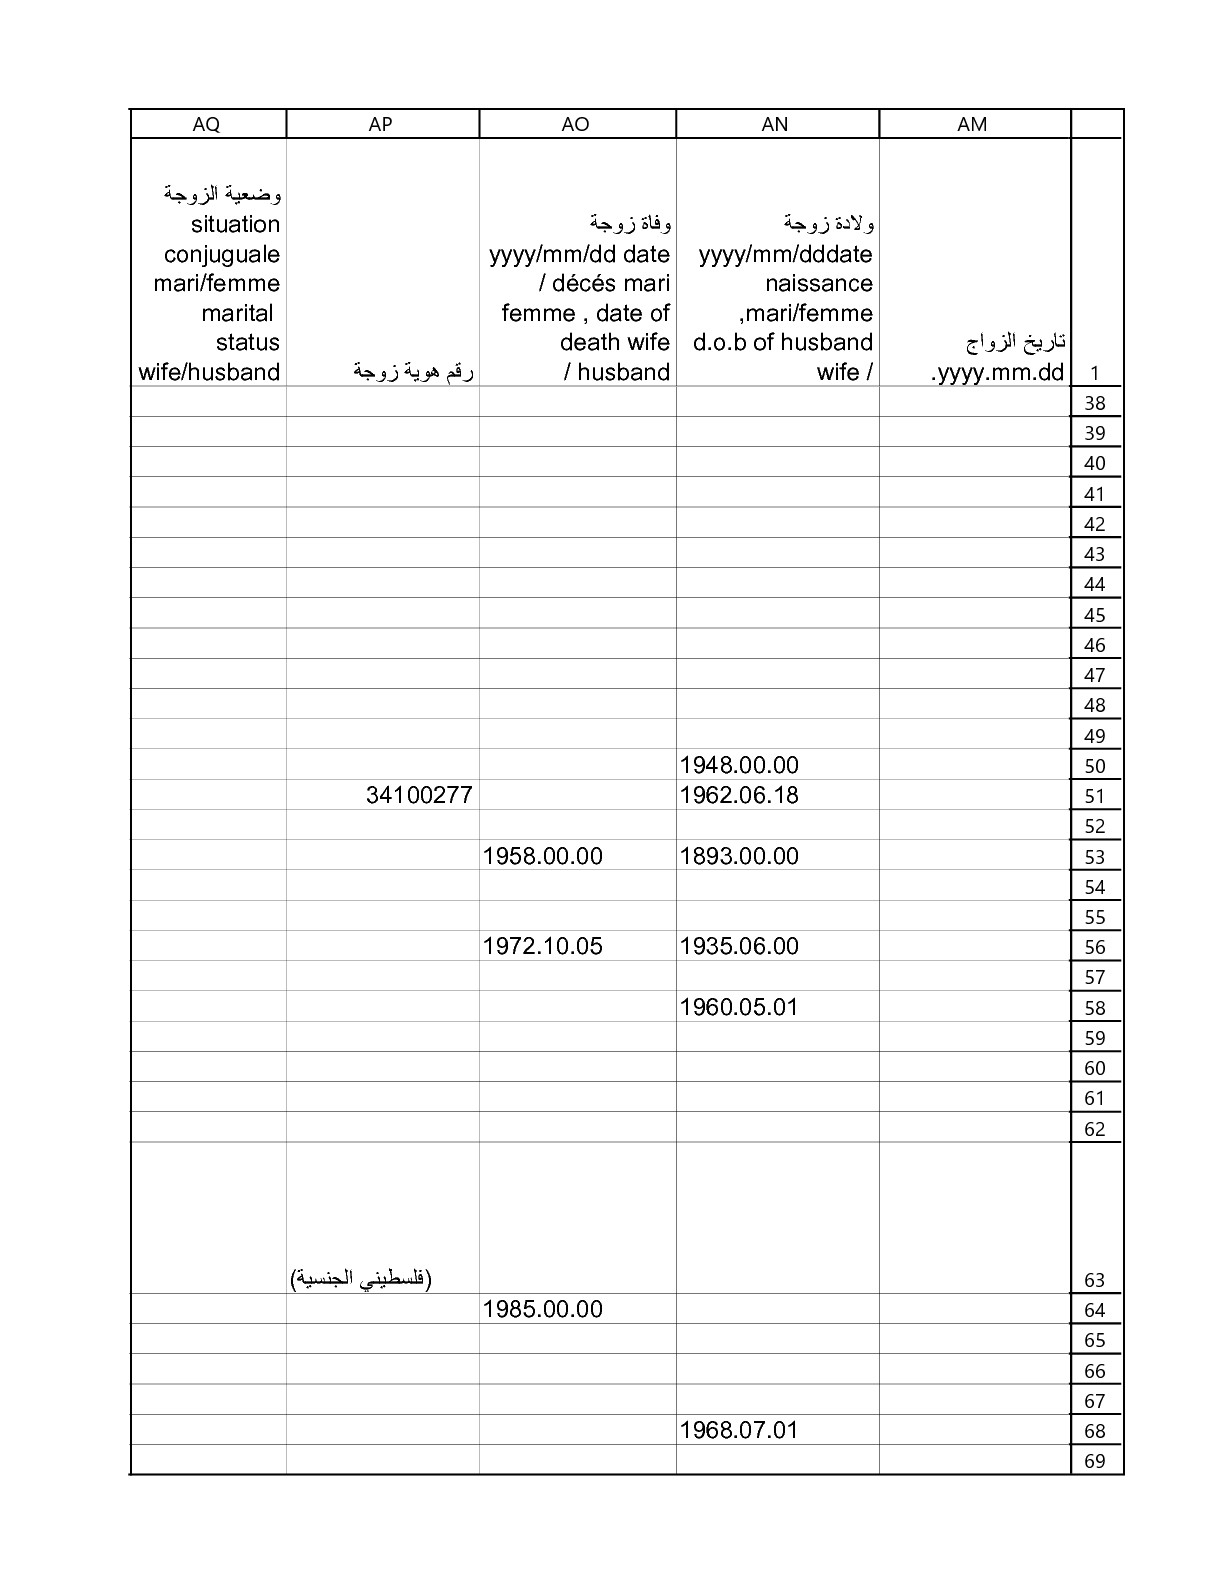 AQ AP AO AN AM
وضعية الزوجة
situation
conjuguale
mari/femme
marital
status
wife/husband
رقم هوية زوجة
وفاة زوجة
yyyy/mm/dd date
/ décés mari
femme , date of
death wife
/ husband
ولادة زوجة
yyyy/mm/dddate
naissance
,mari/femme
d.o.b of husband
wife /
تاريخ الزواج
.yyyy.mm.dd
1
38
39
40
41
42
43
44
45
46
47
48
49
1948.00.00 50
34100277 1962.06.18 51
52
1958.00.00 1893.00.00 53
54
55
1972.10.05 1935.06.00 56
57
1960.05.01 58
59
60
61
62
(فلسطيني الجنسية) 63
1985.00.00 64
65
66
67
1968.07.01 68
69